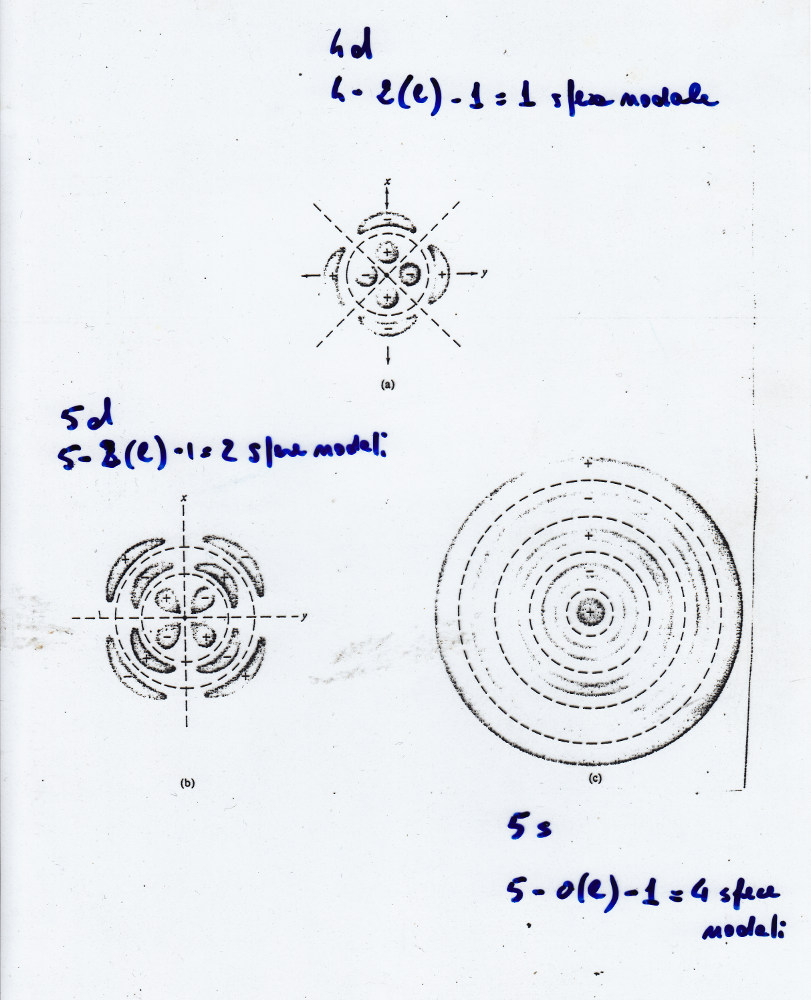 4d
4 - 2(l) - 1 = 1 sfera nodale
x
-
+
+ - - + y
+
-
(a)
5d
5 - 2(l) - 1 = 2 sfere nodali
x
+ -
- +
+ -
y
- +
+ -
- +
(b)
+
-
+
-
+
(c)
5s
5 - 0(l) - 1 = 4 sfere
nodali